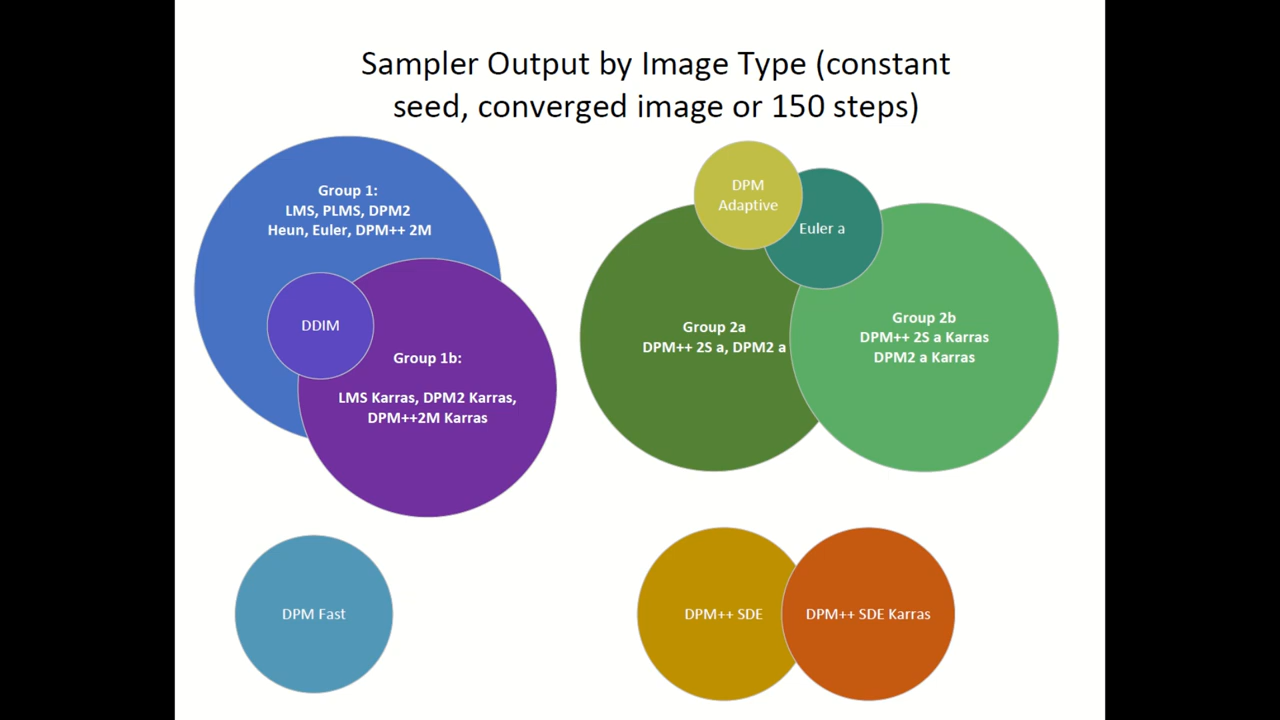 Sampler Output by Image Type (constant
seed, converged image or 150 steps)
Group 1:
LMS, PLMS, DPM2
Heun, Euler, DPM++ 2M
DDIM
Group 1b:
LMS Karras, DPM2 Karras,
DPM++2M Karras
DPM
Adaptive
Euler a
Group 2a
DPM++ 2S a, DPM2 a
Group 2b
DPM++ 2S a Karras
DPM2 a Karras
DPM Fast
DPM++ SDE
DPM++ SDE Karras